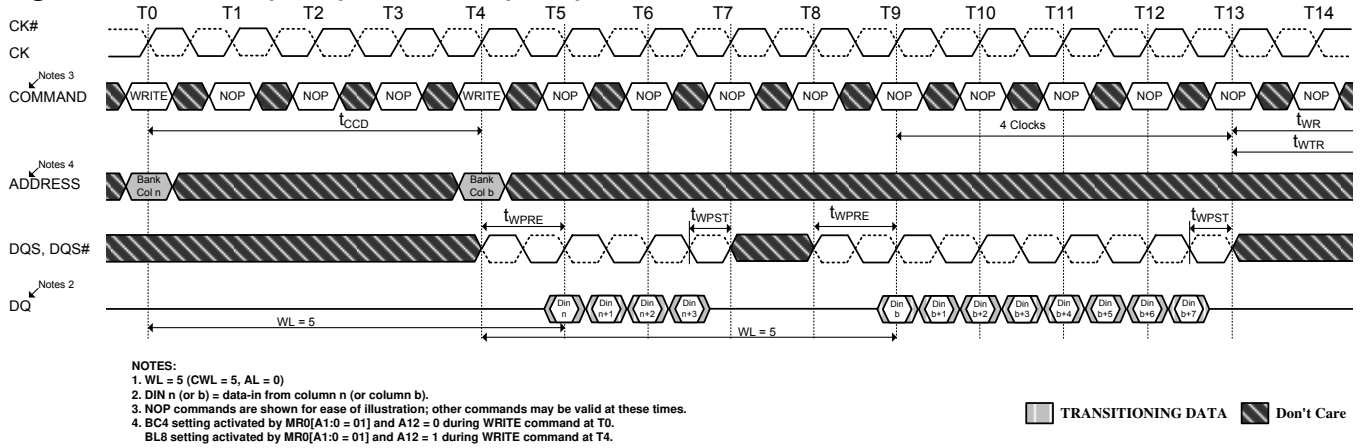 T0 T1 T2 T3 T4 T5 T6 T7 T8 T9 T10 T11 T12 T13 T14
CK#
CK
Notes 3
COMMAND
WRITE NOP NOP NOP WRITE NOP NOP NOP NOP NOP NOP NOP NOP NOP NOP
tCCD
4 Clocks
tWR
tWTR
Notes 4
ADDRESS
Bank Col n
Bank Col b
tWPRE tWPST tWPRE tWPST
DQS, DQS#
Notes 2
DQ
Din n Din n+1 Din n+2 Din n+3 Din b Din b+1 Din b+2 Din b+3 Din b+4 Din b+5 Din b+6 Din b+7
WL = 5
WL = 5
NOTES:
1. WL = 5 (CWL = 5, AL = 0)
2. DIN n (or b) = data-in from column n (or column b).
3. NOP commands are shown for ease of illustration; other commands may be valid at these times.
4. BC4 setting activated by MR0[A1:0 = 01] and A12 = 0 during WRITE command at T0.
BL8 setting activated by MR0[A1:0 = 01] and A12 = 1 during WRITE command at T4.
TRANSITIONING DATA
Don't Care